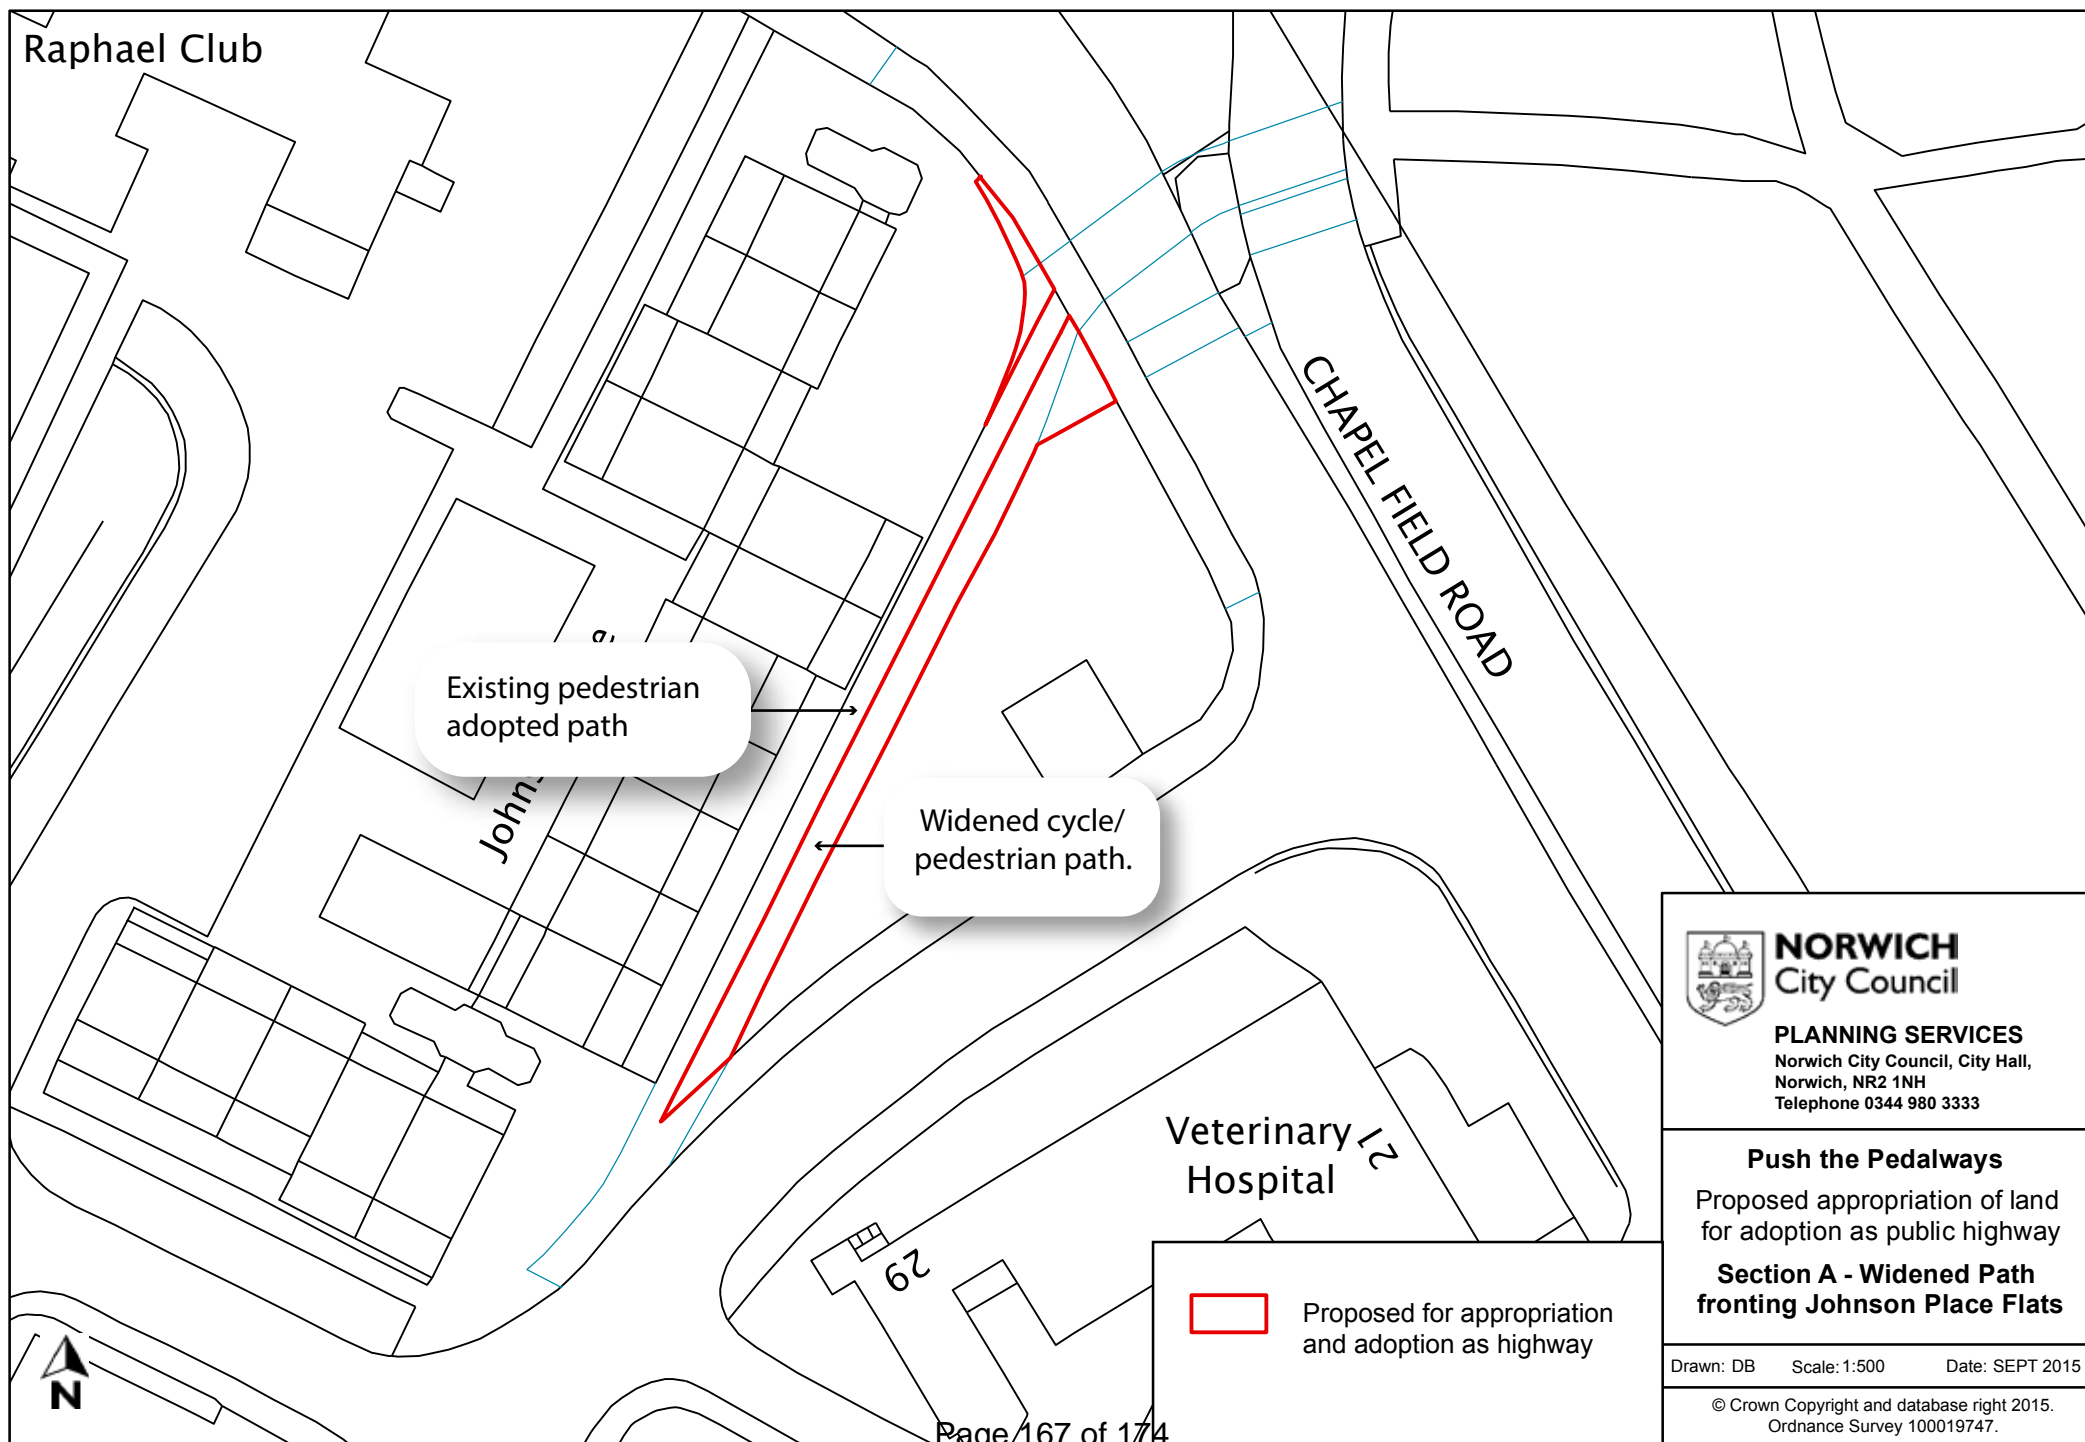 Raphael Club
CHAPEL FIELD ROAD
Existing pedestrian
adopted path
Widened cycle/
pedestrian path.
Veterinary
Hospital
21
29
NORWICH
City Council
PLANNING SERVICES
Norwich City Council, City Hall,
Norwich, NR2 1NH
Telephone 0344 980 3333
Push the Pedalways
Proposed appropriation of land
for adoption as public highway
Section A - Widened Path
fronting Johnson Place Flats
Proposed for appropriation
and adoption as highway
Drawn: DB Scale: 1:500 Date: SEPT 2015
© Crown Copyright and database right 2015.
Ordnance Survey 100019747.
N
Page 167 of 174